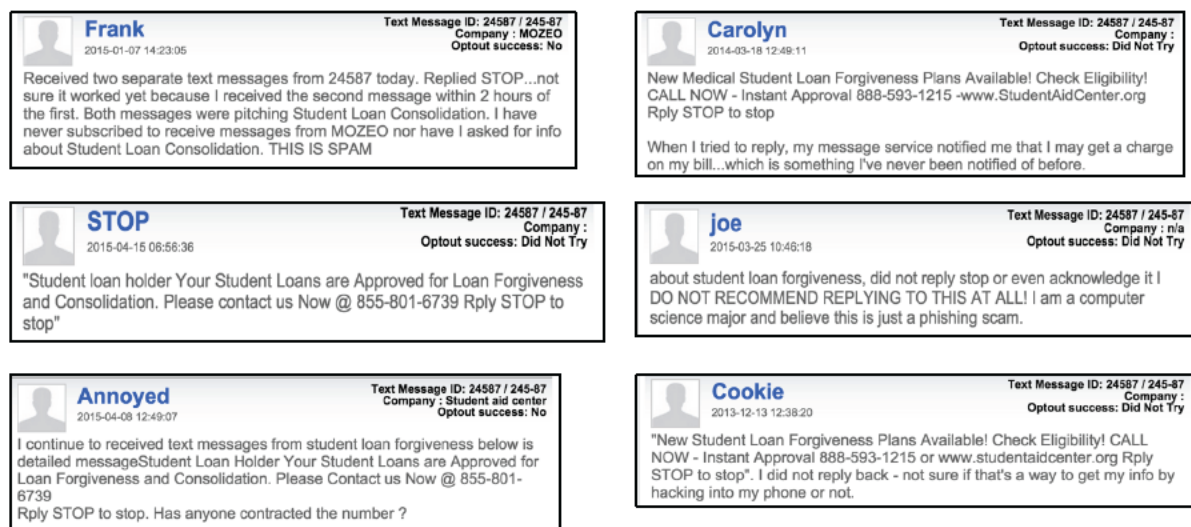 Frank
Text Message ID: 24587 / 245-87
Company : MOZEO
Optout success: No
2015-01-07 14:23:05
Received two separate text messages from 24587 today. Replied STOP...not
sure it worked yet because I received the second message within 2 hours of
the first. Both messages were pitching Student Loan Consolidation. I have
never subscribed to receive messages from MOZEO nor have I asked for info
about Student Loan Consolidation. THIS IS SPAM
Carolyn
Text Message ID: 24587 / 245-87
Company :
Optout success: Did Not Try
2014-03-18 12:49:11
New Medical Student Loan Forgiveness Plans Available! Check Eligibility!
CALL NOW - Instant Approval 888-593-1215 -www.StudentAidCenter.org
Rply STOP to stop
When I tried to reply, my message service notified me that I may get a charge
on my bill...which is something I've never been notified of before.
STOP
Text Message ID: 24587 / 245-87
Company :
Optout success: Did Not Try
2015-04-15 06:56:36
"Student loan holder Your Student Loans are Approved for Loan Forgiveness
and Consolidation. Please contact us Now @ 855-801-6739 Rply STOP to
stop"
joe
Text Message ID: 24587 / 245-87
Company : n/a
Optout success: Did Not Try
2015-03-25 10:46:18
about student loan forgiveness, did not reply stop or even acknowledge it I
DO NOT RECOMMEND REPLYING TO THIS AT ALL! I am a computer
science major and believe this is just a phishing scam.
Annoyed
Text Message ID: 24587 / 245-87
Company : Student aid center
Optout success: No
2015-04-08 12:49:07
I continue to received text messages from student loan forgiveness below is
detailed messageStudent Loan Holder Your Student Loans are Approved for
Loan Forgiveness and Consolidation. Please Contact us Now @ 855-801-
6739
Rply STOP to stop. Has anyone contracted the number ?
Cookie
Text Message ID: 24587 / 245-87
Company :
Optout success: Did Not Try
2013-12-13 12:38:20
"New Student Loan Forgiveness Plans Available! Check Eligibility! CALL
NOW - Instant Approval 888-593-1215 or www.studentaidcenter.org Rply
STOP to stop". I did not reply back - not sure if that's a way to get my info by
hacking into my phone or not.